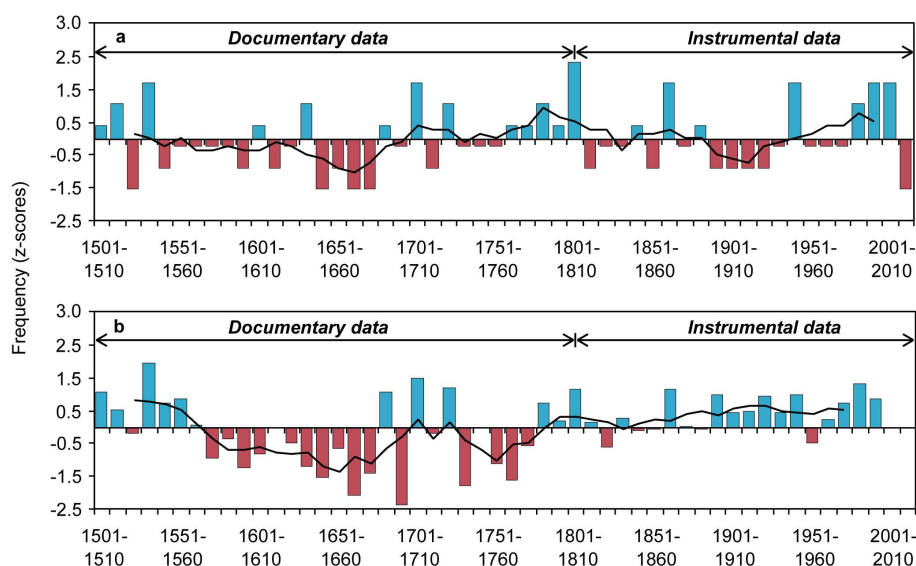 Frequency (z-scores)
a
Documentary data
Instrumental data
3.0
2.5
1.5
0.5
-0.5
-1.5
-2.5
1501- 1551- 1601- 1651- 1701- 1751- 1801- 1851- 1901- 1951- 2001-
1510 1560 1610 1660 1710 1760 1810 1860 1910 1960 2010
b
Documentary data
Instrumental data
3.0
2.5
1.5
0.5
-0.5
-1.5
-2.5
1501- 1551- 1601- 1651- 1701- 1751- 1801- 1851- 1901- 1951- 2001-
1510 1560 1610 1660 1710 1760 1810 1860 1910 1960 2010